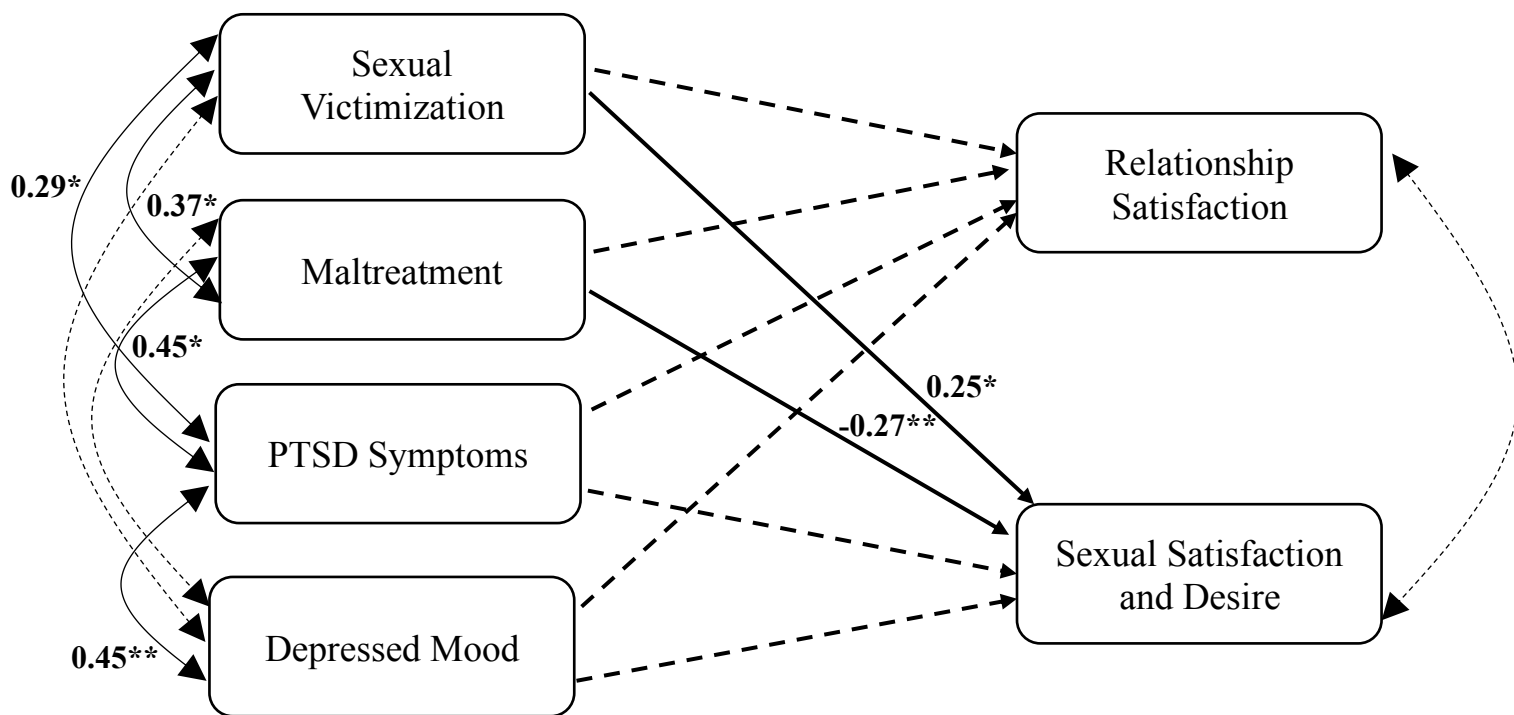 Sexual
Victimization
Relationship
Satisfaction
0.29*
0.37*
Maltreatment
0.45*
0.25*
-0.27**
PTSD Symptoms
Sexual Satisfaction
and Desire
Depressed Mood
0.45**